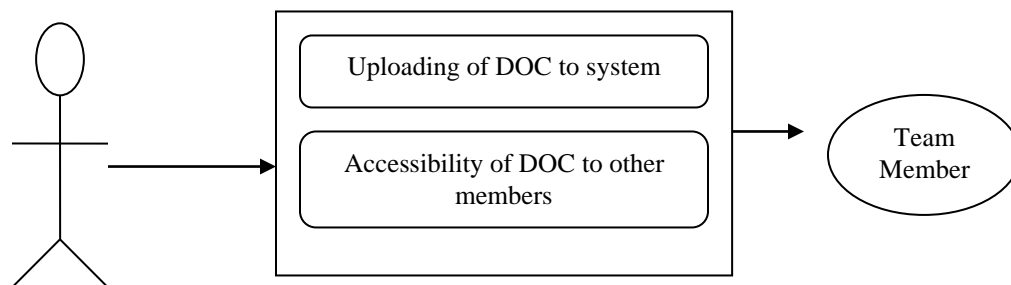 Uploading of DOC to system
Accessibility of DOC to other
members
Team
Member